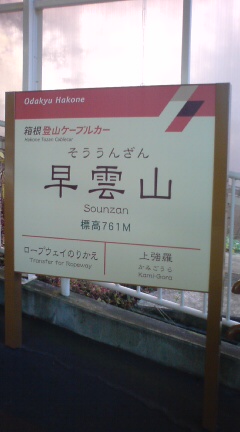 Odakyu Hakone
箱根登山ケーブルカー
Hakone Tozan Cablecar
そううんざん
早雲山
Sounzan
標高761M
ロープウェイのりかえ
Transfer for Ropeway
上強羅
かみごうら
Kami-Gora